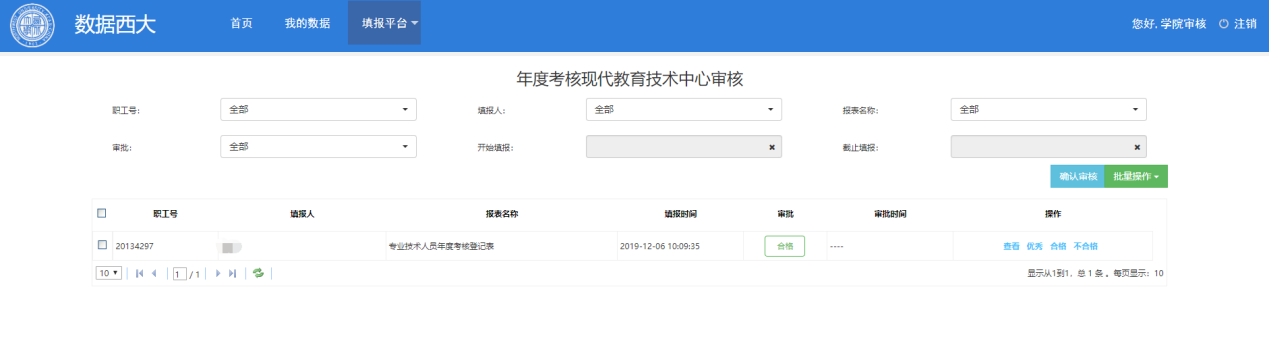 数据西大 首页 我的数据 填报平台 您好, 学院审核 注销
年度考核现代教育技术中心审核
职工号: 全部 填报人: 全部 报表名称: 全部
审批: 全部 开始填报: 截止填报:
确认审核 批量操作
职工号 填报人 报表名称 填报时间 审批 审批时间 操作
20134297 专业技术人员年度考核登记表 2019-12-06 10:09:35 合格 ---- 查看 优秀 合格 不合格
10 1 / 1 显示从1到1, 总 1 条 。每页显示: 10